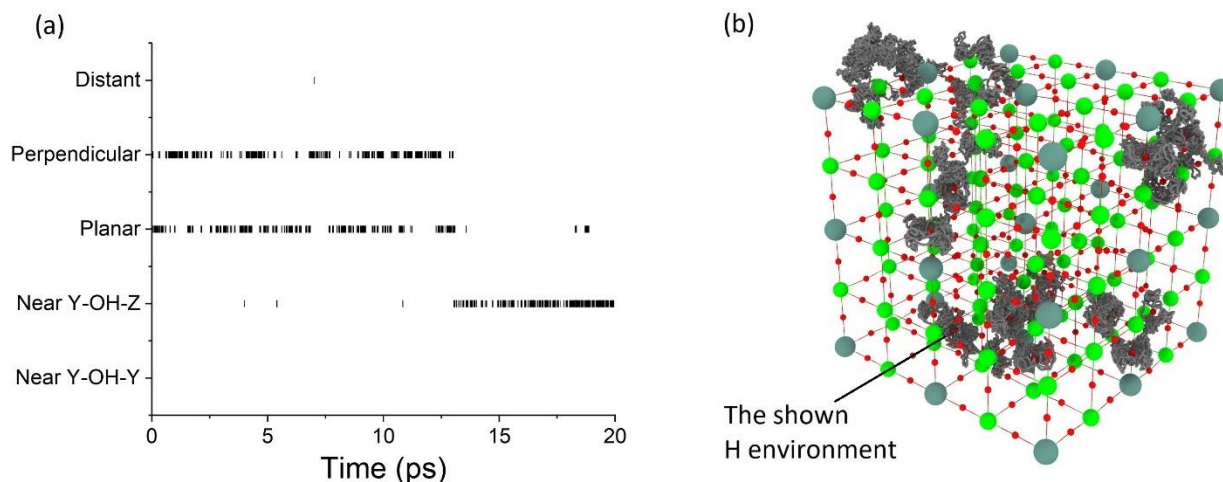 (a)
Distant
Perpendicular
Planar
Near Y-OH-Z
Near Y-OH-Y
0
5
10
15
20
Time (ps)
(b)
The shown
H environment